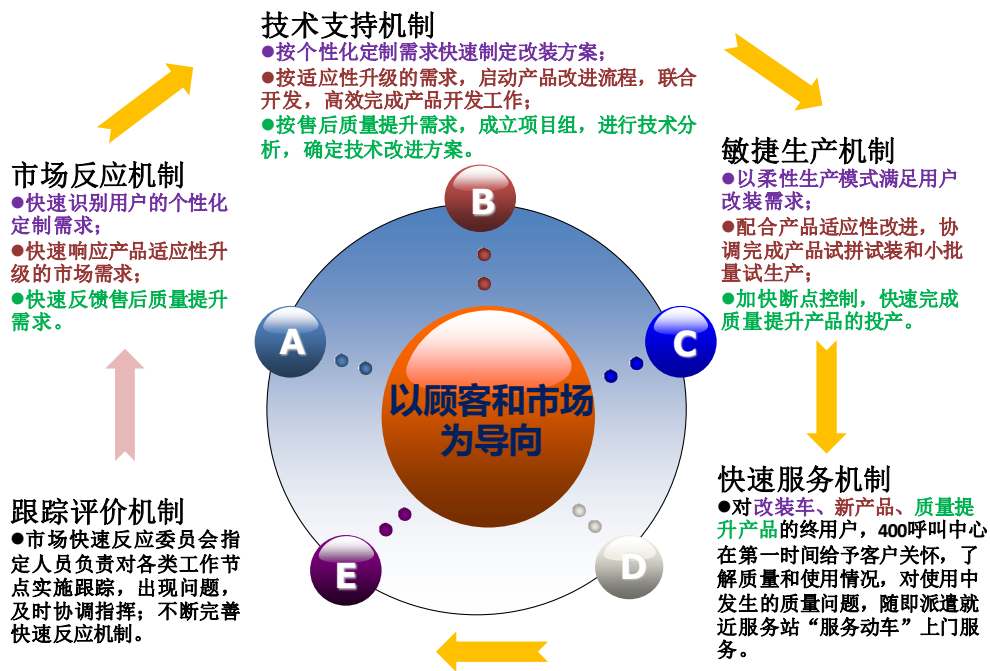 技术支持机制
●按个性化定制需求快速制定改装方案；
●按适应性升级的需求，启动产品改进流程，联合
开发，高效完成产品开发工作；
●按售后质量提升需求，成立项目组，进行技术分
析，确定技术改进方案。
市场反应机制
●快速识别用户的个性化
定制需求；
●快速响应产品适应性升
级的市场需求；
●快速反馈售后质量提升
需求。
敏捷生产机制
●以柔性生产模式满足用户
改装需求；
●配合产品适应性改进，协
调完成产品试拼试装和小批
量试生产；
●加快断点控制，快速完成
质量提升产品的投产。
B
A
C
以顾客和市场
为导向
E
D
跟踪评价机制
●市场快速反应委员会指
定人员负责对各类工作节
点实施跟踪，出现问题，
及时协调指挥；不断完善
快速反应机制。
快速服务机制
●对改装车、新产品、质量提
升产品的终用户，400呼叫中心
在第一时间给予客户关怀，了
解质量和使用情况，对使用中
发生的质量问题，随即派遣就
近服务站“服务动车”上门服
务。